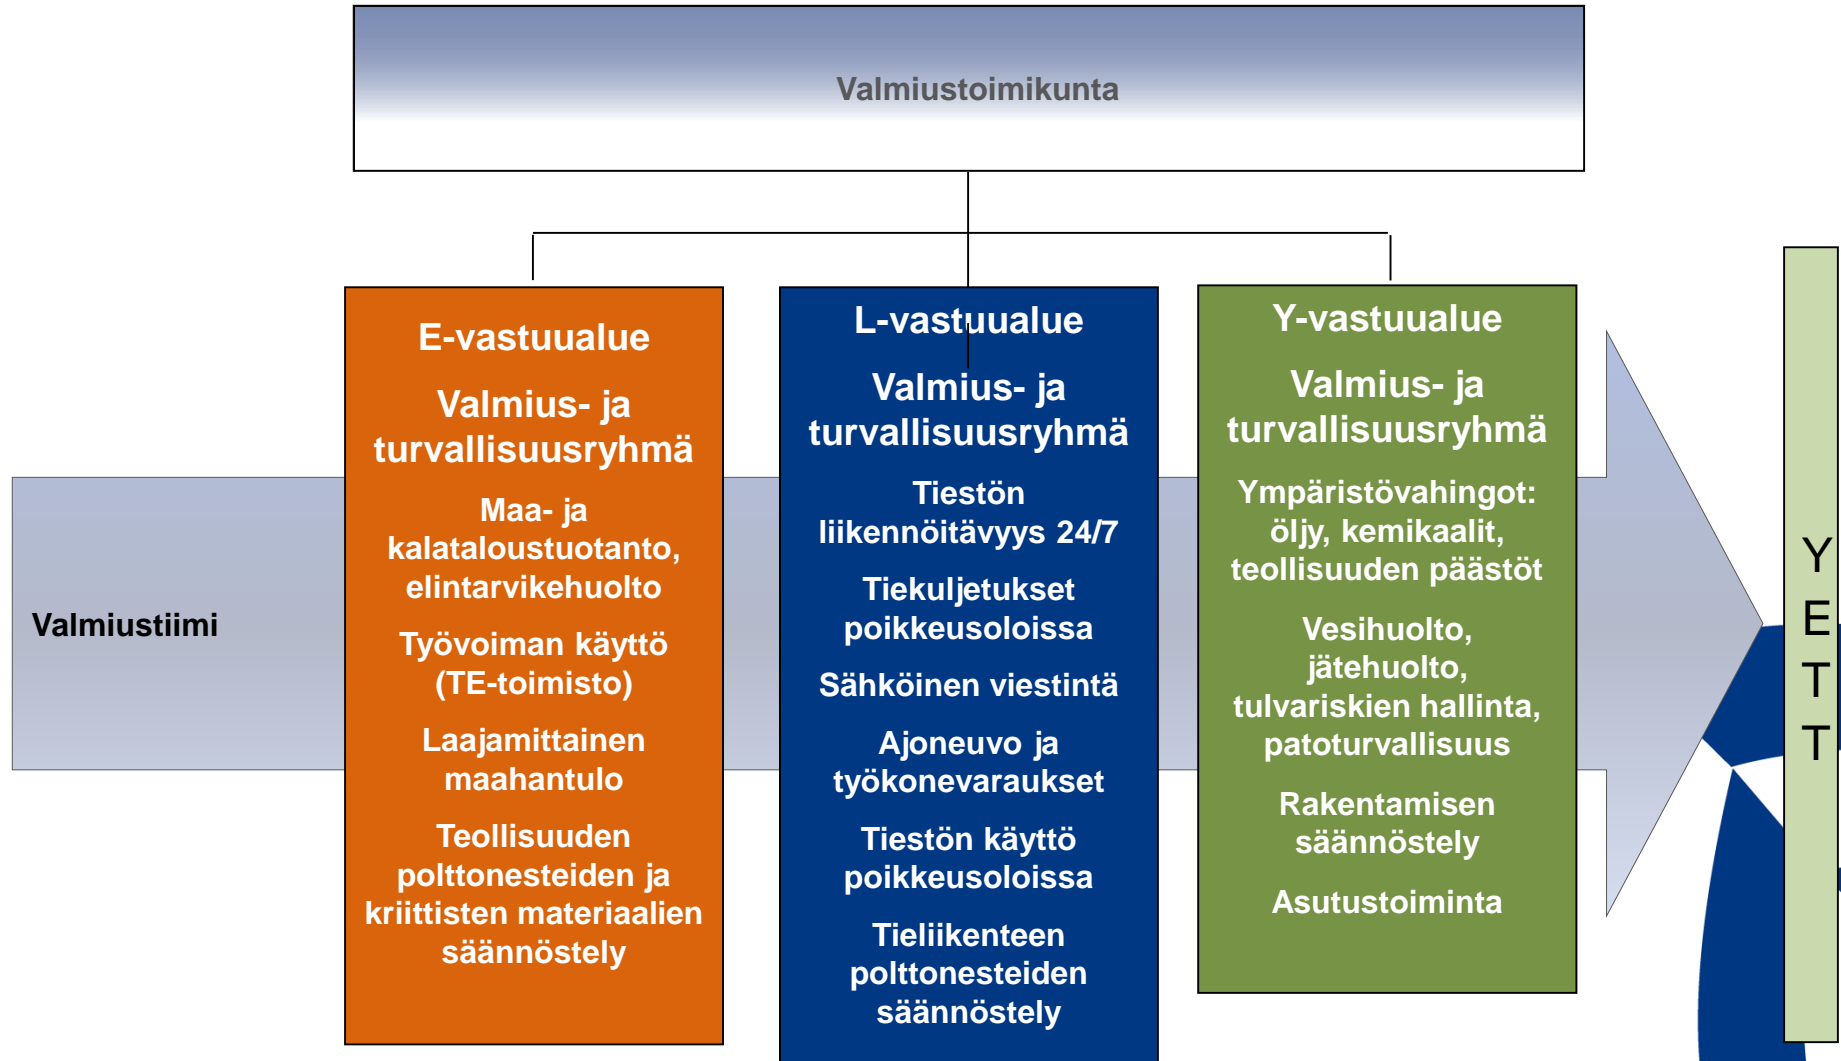 Valmiustoimikunta
Valmiustiimi
E-vastuualue
Valmius- ja
turvallisuusryhmä
Maa- ja
kalataloustuotanto,
elintarvikehuolto
Työvoiman käyttö
(TE-toimisto)
Laajamittainen
maahantulo
Teollisuuden
polttonesteiden ja
kriittisten materiaalien
säännöstely
L-vastuualue
Valmius- ja
turvallisuusryhmä
Tiestön
liikennöitävyys 24/7
Tiekuljetukset
poikkeusoloissa
Sähköinen viestintä
Ajoneuvo ja
työkonevaraukset
Tiestön käyttö
poikkeusoloissa
Tieliikenteen
polttonesteiden
säännöstely
Y-vastuualue
Valmius- ja
turvallisuusryhmä
Ympäristövahingot:
öljy, kemikaalit,
teollisuuden päästöt
Vesihuolto,
jätehuolto,
tulvariskien hallinta,
patoturvallisuus
Rakentamisen
säännöstely
Asutustoiminta
Y
E
T
T